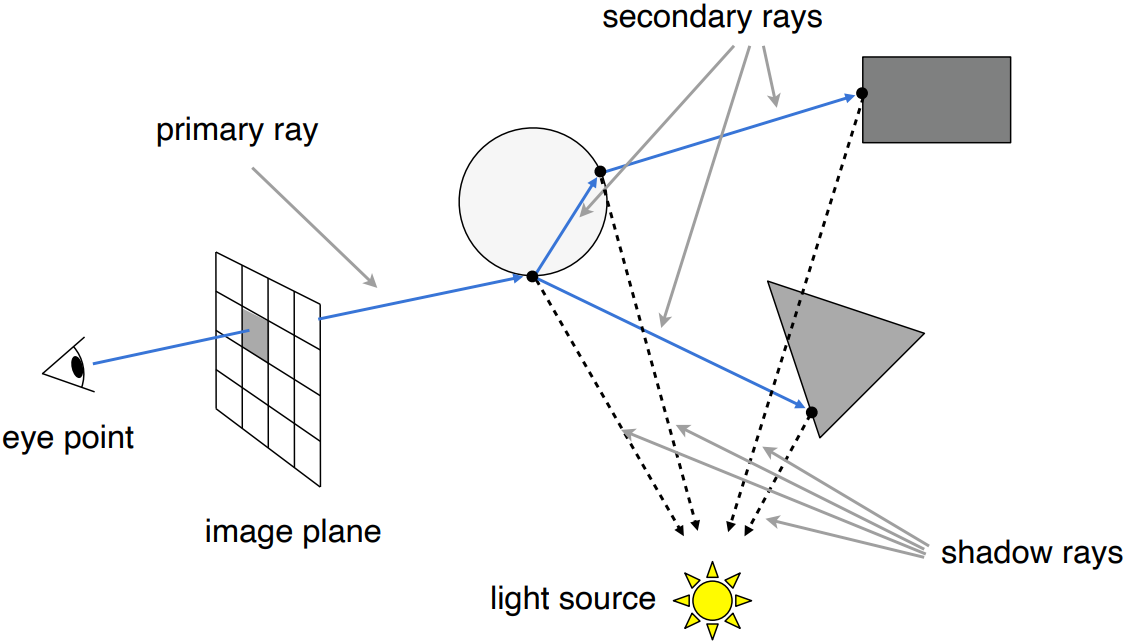 secondary rays
primary ray
eye point
image plane
shadow rays
light source